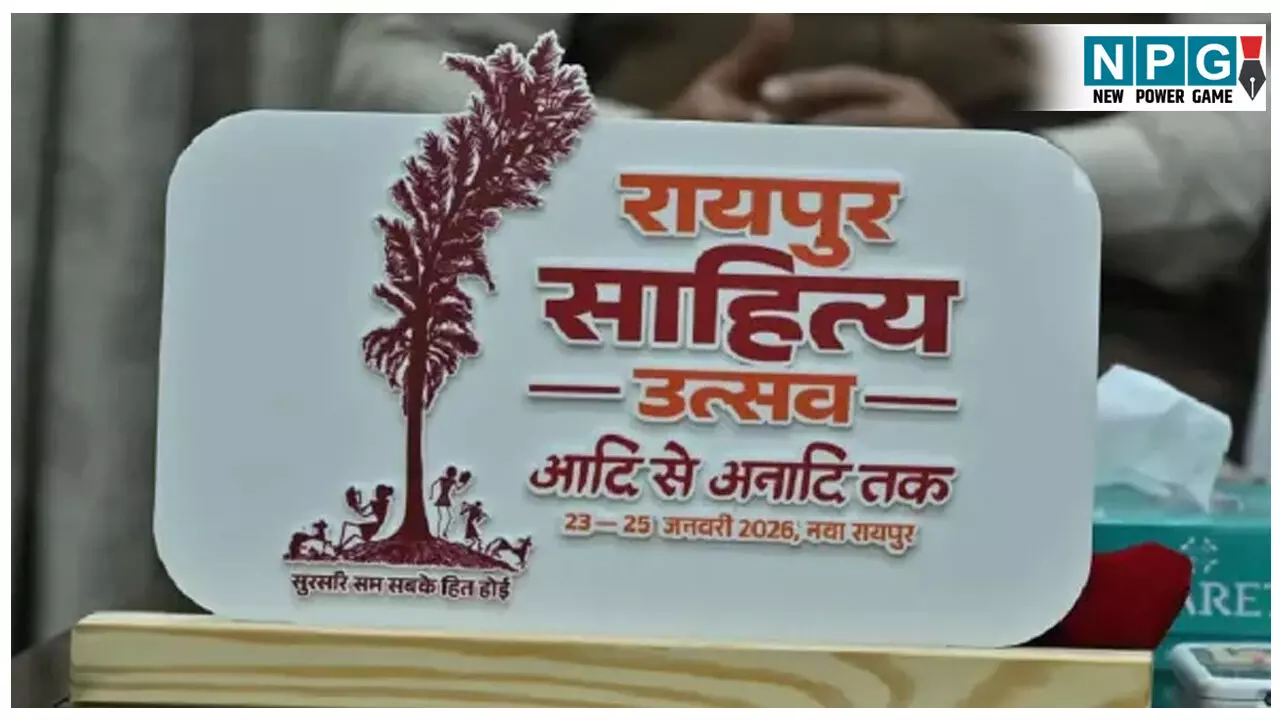 NPG
NEW POWER GAME
रायपुर
साहित्य
उत्सव
आदि से अनादि तक
23 – 25 जनवरी 2026, नवा रायपुर
सुरसरि सम सबके हित होई